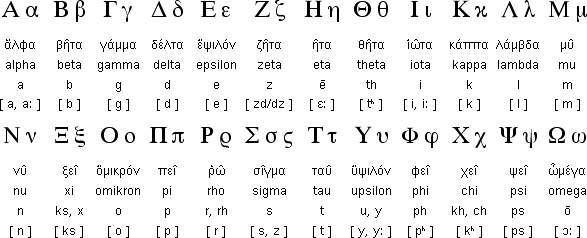 Α α Β β Γ γ Δ δ Ε ε Ζ ζ Η η Θ θ Ι ι Κ κ Λ λ Μ μ
ἄλφα βῆτα γάμμα δέλτα ἔψιλόν ζῆτα ἦτα θῆτα ἰῶτα κάππα λάμβδα μῦ
alpha beta gamma delta epsilon zeta eta theta iota kappa lambda mu
a b g d e z ē th i k l m
[ a, aː ] [ b ] [ g ] [ d ] [ e ] [ zd/dz ] [ ɛː ] [ tʰ ] [ i, iː ] [ k ] [ l ] [ m ]
Ν ν Ξ ξ Ο ο Π π Ρ ρ Σ σ ς Τ τ Υ υ Φ φ Χ χ Ψ ψ Ω ω
νῦ ξεῖ ὄμικρόν πεῖ ῥῶ σῖγμα ταῦ ὔψιλόν φεῖ χεῖ ψεῖ ὦμέγα
nu xi omikron pi rho sigma tau upsilon phi chi psi omega
n ks, x o p r, rh s t u, y ph kh, ch ps ō
[ n ] [ ks ] [ o ] [ p ] [ r ] [ s, z ] [ t ] [ y, yː ] [ pʰ ] [ kʰ ] [ ps ] [ ɔː ]